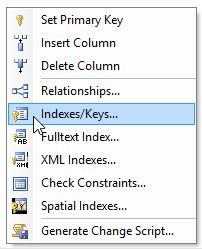 Set Primary Key
Insert Column
Delete Column
Relationships...
Indexes/Keys...
Fulltext Index...
XML Indexes...
Check Constraints...
Spatial Indexes...
Generate Change Script...